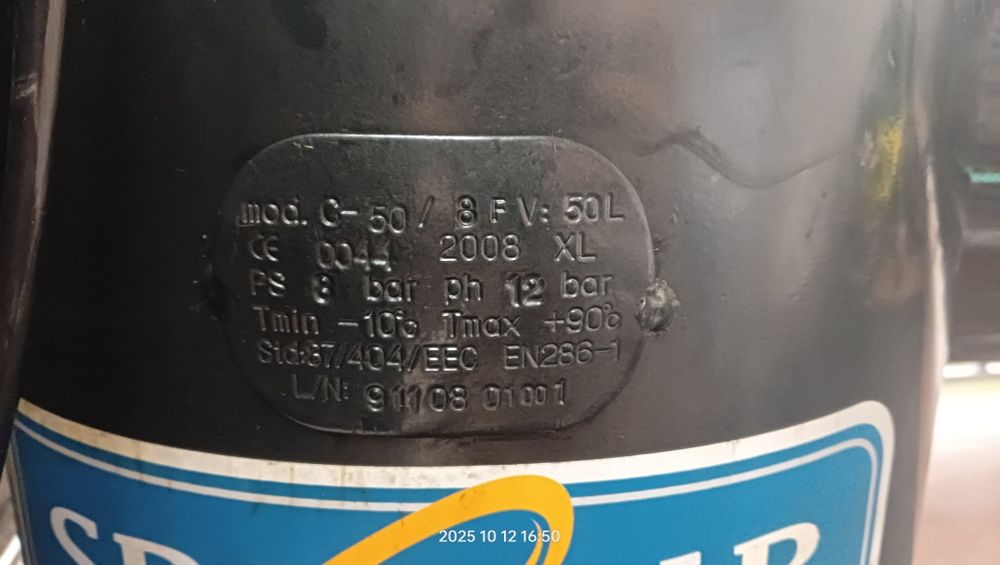 mod. C-50 / 8 F V: 50L
CE 0044 2008 XL
PS 8 bar ph 12 bar
Tmin -10°c Tmax +90°c
Std:87/404/EEC EN286-1
L/N: 91108 01001
2025 10 12 16:50